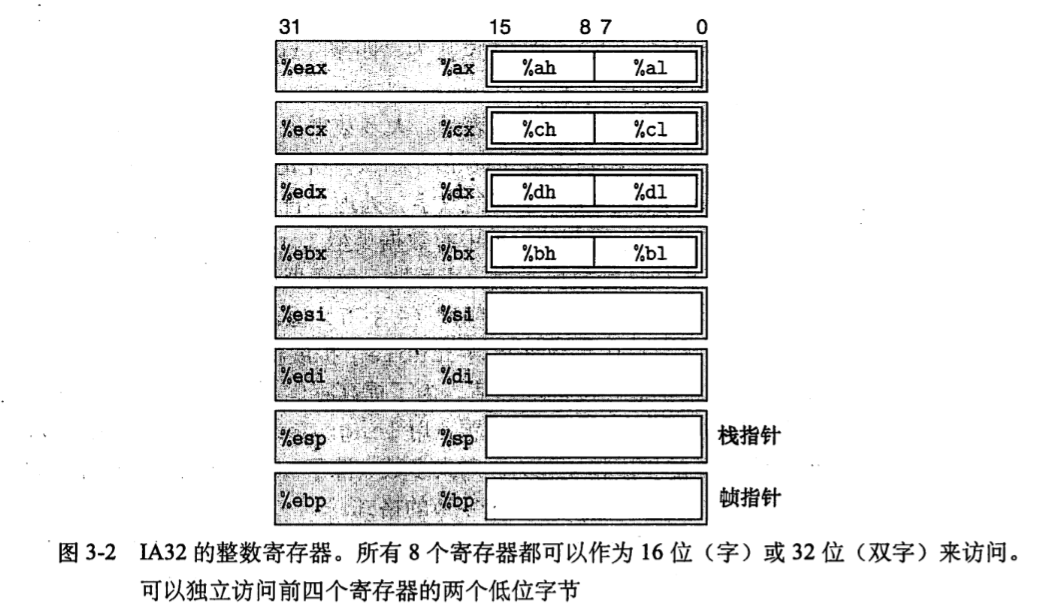 31 15 8 7 0
%eax %ax %ah %al
%ecx %cx %ch %cl
%edx %dx %dh %dl
%ebx %bx %bh %bl
%esi %si
%edi %di
%esp %sp 栈指针
%ebp %bp 帧指针
图 3-2 IA32 的整数寄存器。所有 8 个寄存器都可以作为 16 位（字）或 32 位（双字）来访问。
可以独立访问前四个寄存器的两个低位字节